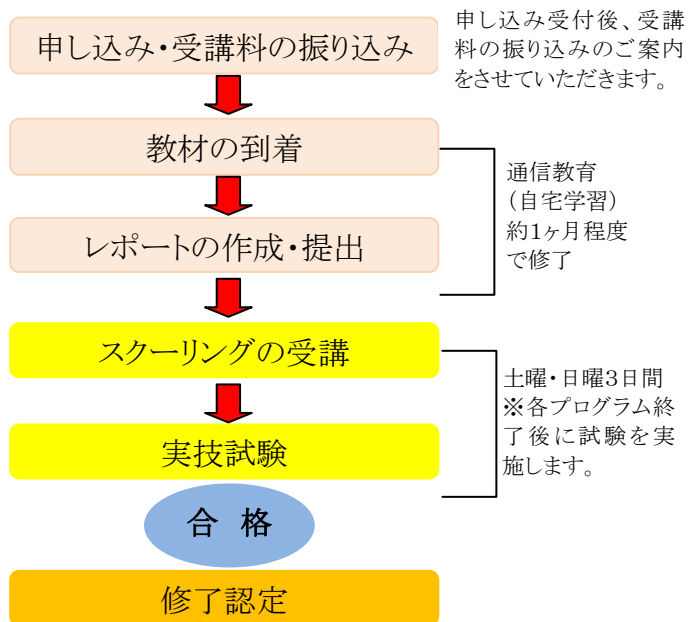 申し込み・受講料の振り込み
申し込み受付後、受講
料の振り込みのご案内
をさせていただきます。
教材の到着
レポートの作成・提出
通信教育
（自宅学習）
約1ヶ月程度
で修了
スクーリングの受講
実技試験
土曜・日曜3日間
※各プログラム終
了後に試験を実
施します。
合 格
修了認定